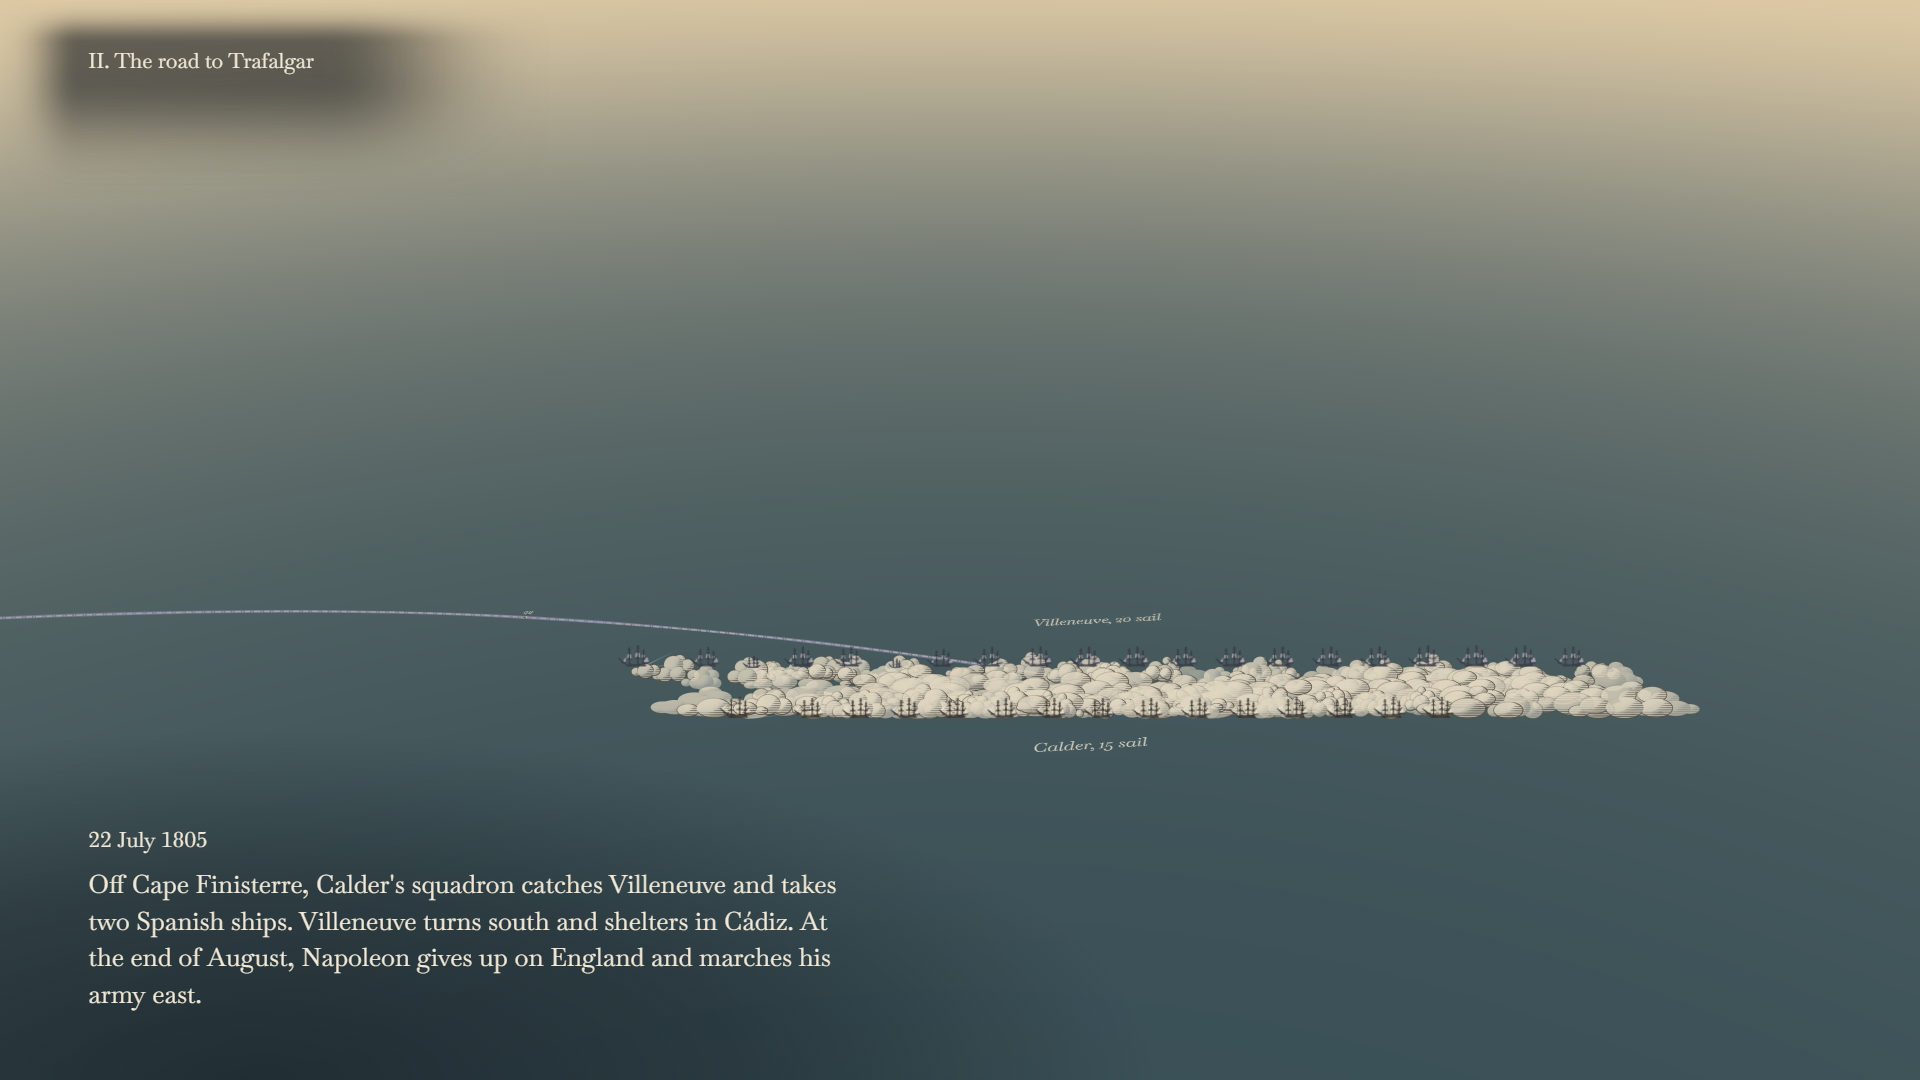 II. The road to Trafalgar
Villeneuve, 20 sail
Calder, 15 sail
22 July 1805
Off Cape Finisterre, Calder's squadron catches Villeneuve and takes
two Spanish ships. Villeneuve turns south and shelters in Cádiz. At
the end of August, Napoleon gives up on England and marches his
army east.